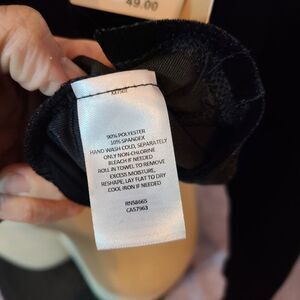 49.00
90% POLYESTER
10% SPANDEX
HAND WASH COLD, SEPARATELY
ONLY NON-CHLORINE
BLEACH IF NEEDED
ROLL IN TOWEL TO REMOVE
EXCESS MOISTURE,
RESHAPE, LAY FLAT TO DRY
COOL IRON IF NEEDED
RN58665
CA57963